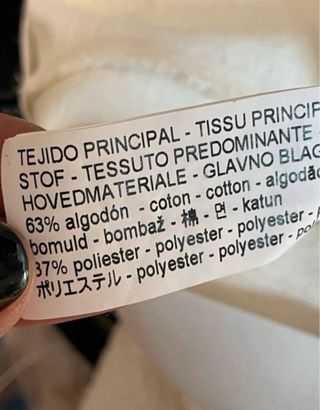 TEJIDO PRINCIPAL - TISSU PRINCIP
STOF - TESSUTO PREDOMINANTE -
HOVEDMATERIALE - GLAVNO BLAG
63% algodón - coton - cotton - algodão
bomuld - bombaž - 棉 - 면 - katun
37% poliester - polyester - polyester - p
ポリエステル - polyester - polyester - po